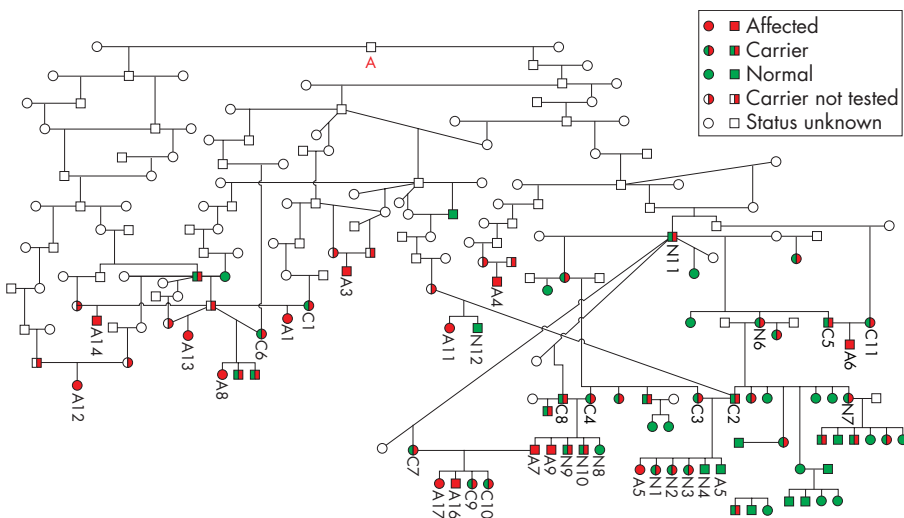 Affected
Carrier
Normal
Carrier not tested
Status unknown
A
N11
A3
A4
C1
A1
C6
A14
A13
A8
A12
A11
N12
N6
C5
C11
A6
C8
C4
C3
C2
N7
C7
A7
A9
N9
N10
N8
A5
N1
N2
N3
N4
A5
A17
A16
C9
C10